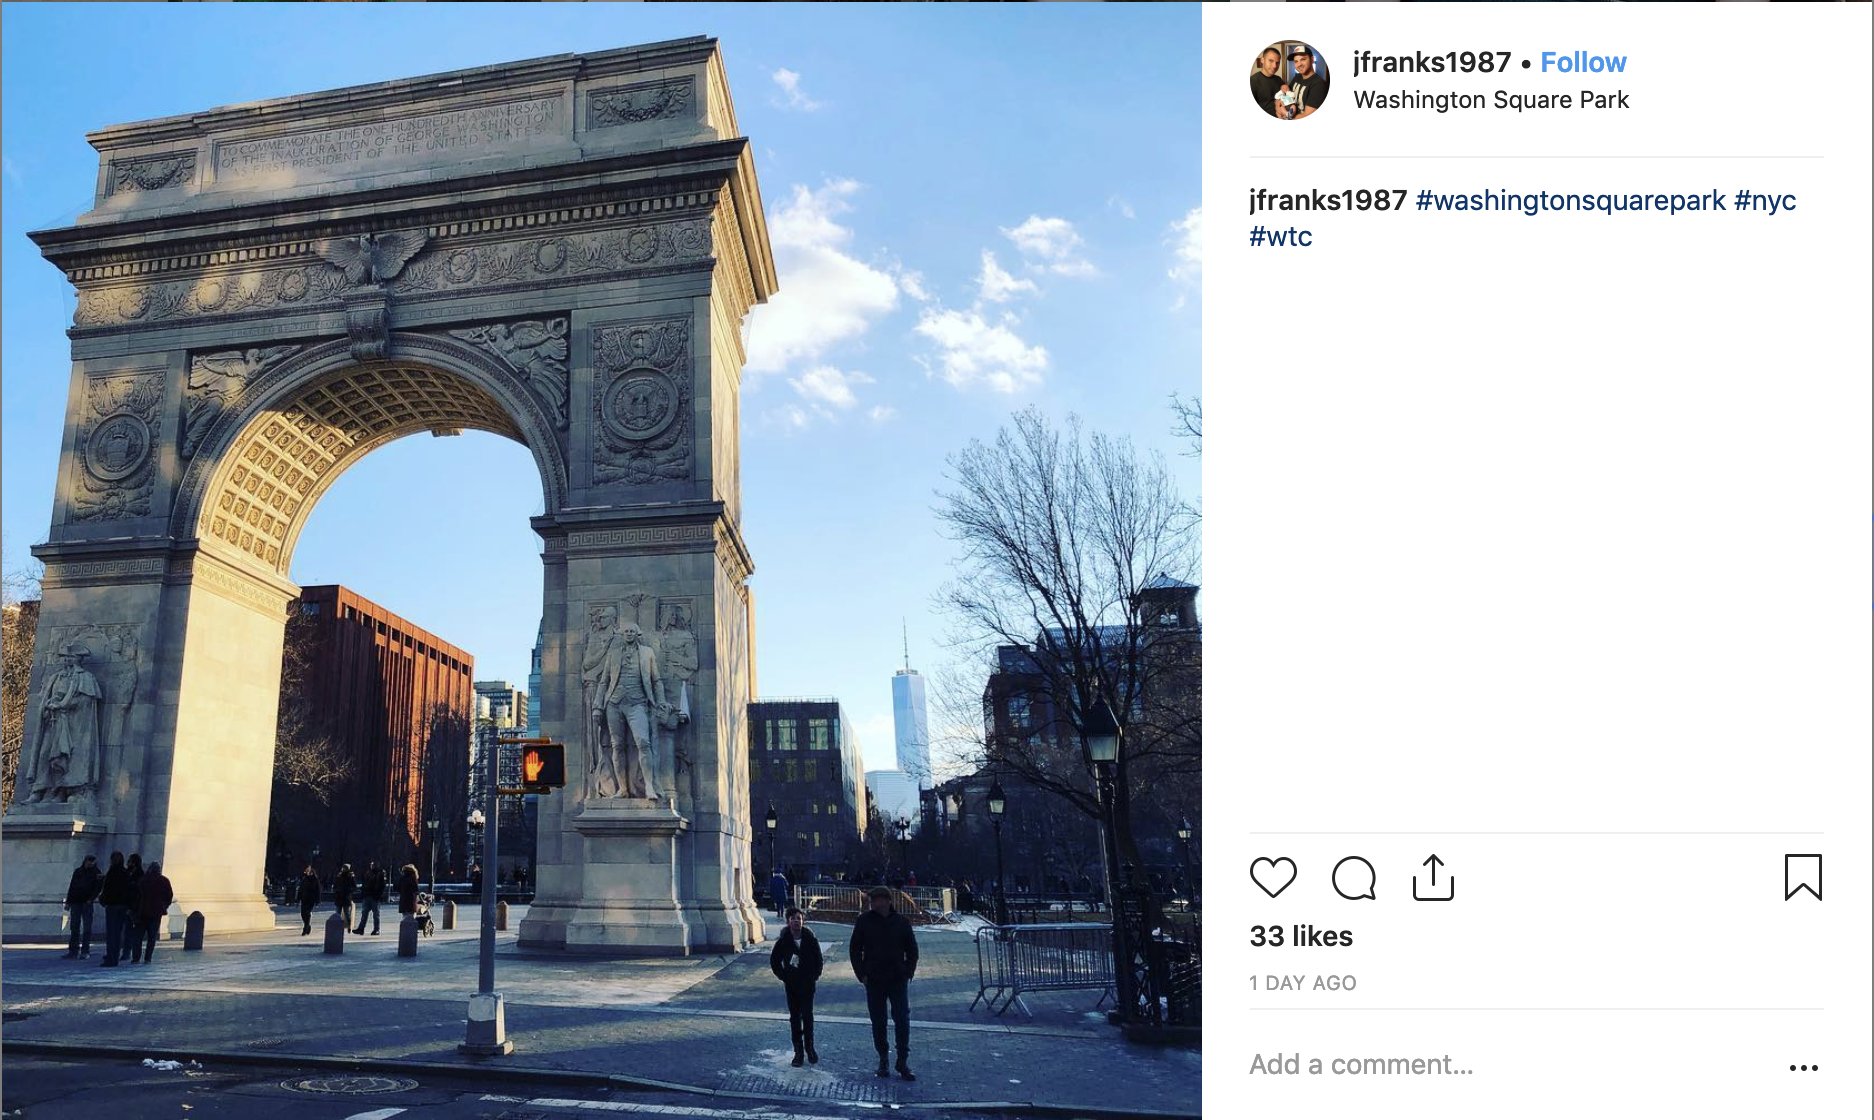 TO COMMEMORATE THE ONE HUNDREDTH ANNIVERSARY
OF THE INAUGURATION OF GEORGE WASHINGTON
AS FIRST PRESIDENT OF THE UNITED STATES
W W W W
jfranks1987 • Follow
Washington Square Park
jfranks1987 #washingtonsquarepark #nyc
#wtc
33 likes
1 DAY AGO
Add a comment...